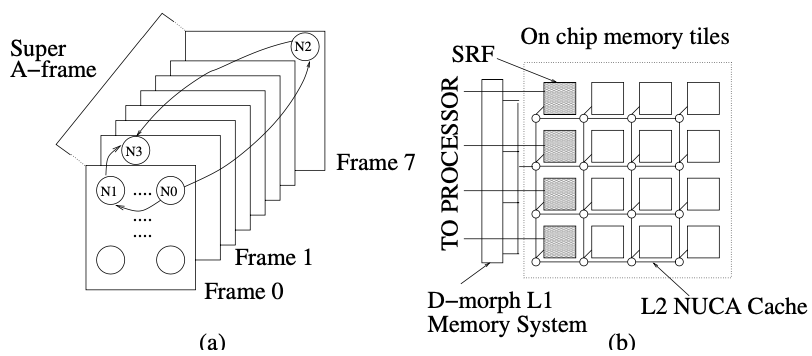 Super
A-frame
N2
N3
N1
....
N0
....
....
Frame 7
Frame 1
Frame 0
(a)
On chip memory tiles
SRF
TO PROCESSOR
D-morph L1
Memory System
L2 NUCA Cache
(b)